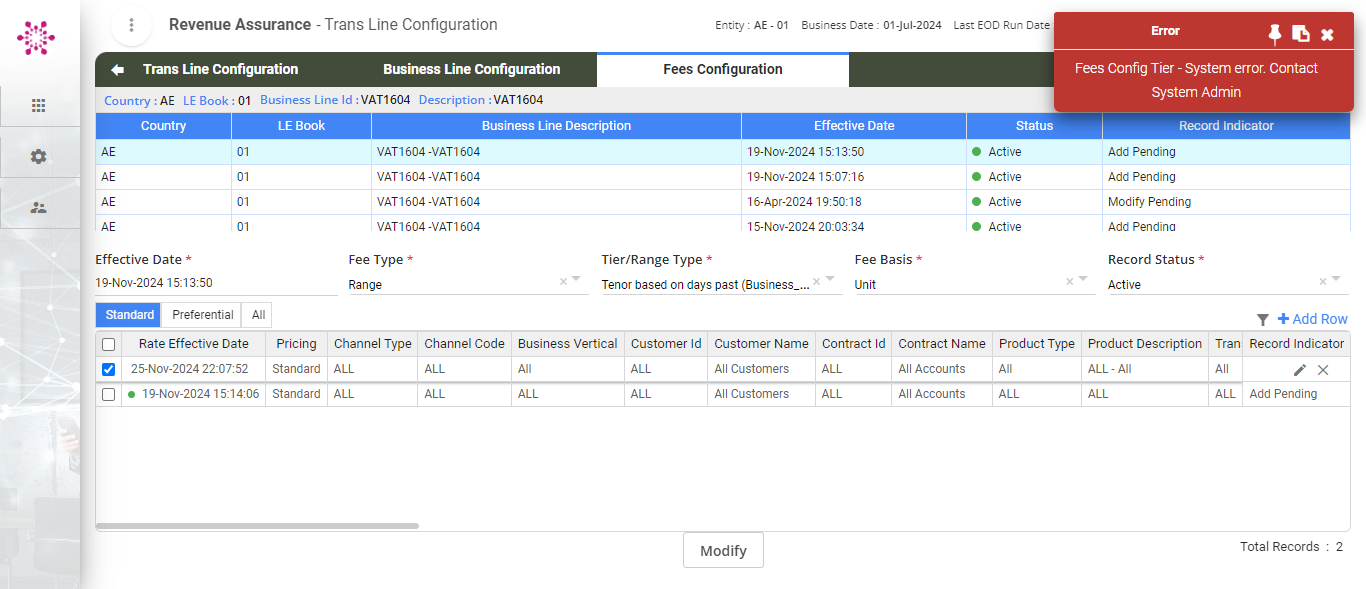 Revenue Assurance - Trans Line Configuration
Entity : AE - 01 Business Date : 01-Jul-2024 Last EOD Run Date
Error
Fees Config Tier - System error. Contact
System Admin
Trans Line Configuration Business Line Configuration Fees Configuration
Country : AE LE Book : 01 Business Line Id : VAT1604 Description : VAT1604
Country LE Book Business Line Description Effective Date Status Record Indicator
AE 01 VAT1604 -VAT1604 19-Nov-2024 15:13:50 Active Add Pending
AE 01 VAT1604 -VAT1604 19-Nov-2024 15:07:16 Active Add Pending
AE 01 VAT1604 -VAT1604 16-Apr-2024 19:50:18 Active Modify Pending
AE 01 VAT1604 -VAT1604 15-Nov-2024 20:03:34 Active Add Pending
Effective Date * Fee Type * Tier/Range Type * Fee Basis * Record Status *
19-Nov-2024 15:13:50 Range Tenor based on days past (Business_... Unit Active
Standard Preferential All
Add Row
Rate Effective Date Pricing Channel Type Channel Code Business Vertical Customer Id Customer Name Contract Id Contract Name Product Type Product Description Tran Record Indicator
25-Nov-2024 22:07:52 Standard ALL ALL All ALL All Customers ALL All Accounts All ALL - All All
19-Nov-2024 15:14:06 Standard ALL ALL ALL ALL All Customers ALL All Accounts ALL ALL ALL Add Pending
Modify
Total Records : 2